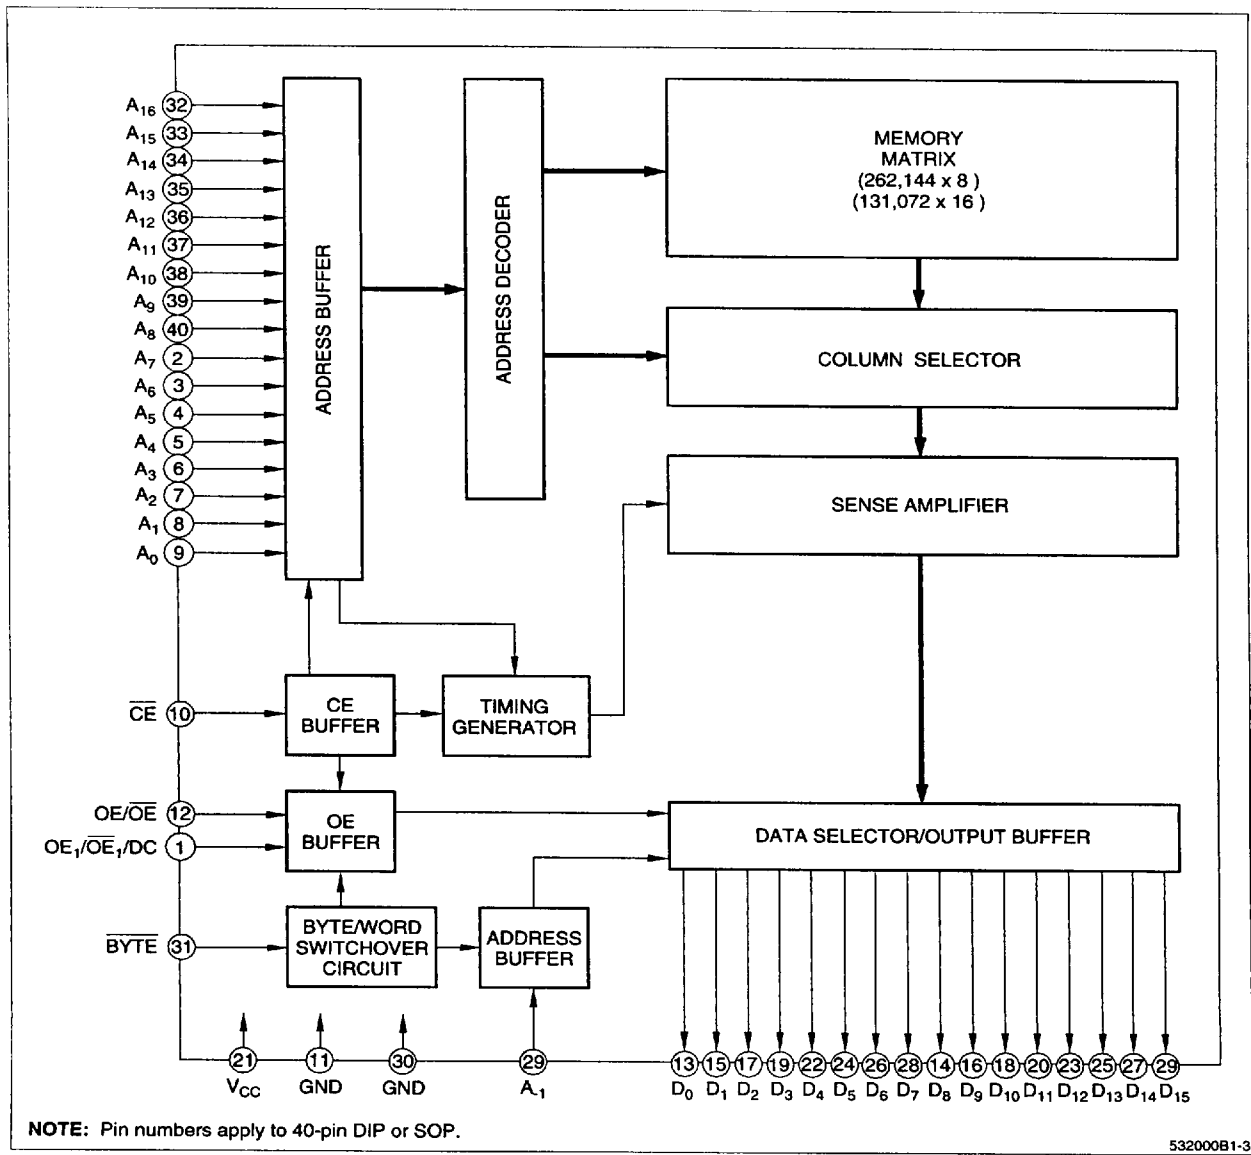 A16 32
A15 33
A14 34
A13 35
A12 36
A11 37
A10 38
A9 39
A8 40
A7 2
A6 3
A5 4
A4 5
A3 6
A2 7
A1 8
A0 9
ADDRESS BUFFER
ADDRESS DECODER
MEMORY
MATRIX
(262,144 x 8 )
(131,072 x 16 )
COLUMN SELECTOR
SENSE AMPLIFIER
C̅E̅ 10
CE
BUFFER
TIMING
GENERATOR
OE/O̅E̅ 12
OE1/O̅E̅1/DC 1
OE
BUFFER
DATA SELECTOR/OUTPUT BUFFER
B̅Y̅T̅E̅ 31
BYTE/WORD
SWITCHOVER
CIRCUIT
ADDRESS
BUFFER
21 11 30 29 13 15 17 19 22 24 26 28 14 16 18 20 23 25 27 29
VCC GND GND A-1 D0 D1 D2 D3 D4 D5 D6 D7 D8 D9 D10 D11 D12 D13 D14 D15
NOTE: Pin numbers apply to 40-pin DIP or SOP.
532000B1-3